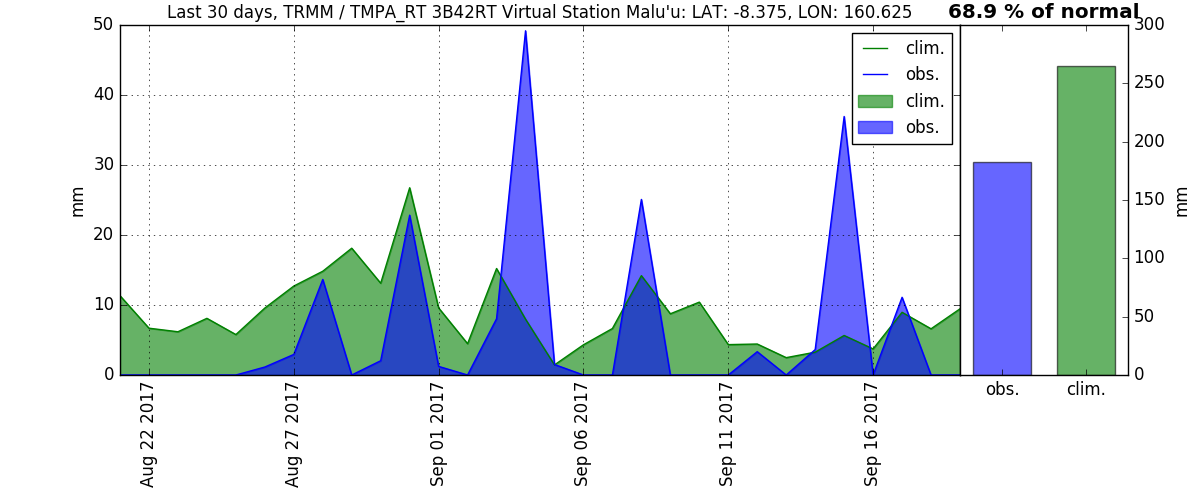 Last 30 days, TRMM / TMPA_RT 3B42RT Virtual Station Malu'u: LAT: -8.375, LON: 160.625
68.9 % of normal
50
40
30
20
10
0
mm
clim.
obs.
clim.
obs.
300
250
200
150
100
50
0
mm
obs.
clim.
Aug 22 2017
Aug 27 2017
Sep 01 2017
Sep 06 2017
Sep 11 2017
Sep 16 2017